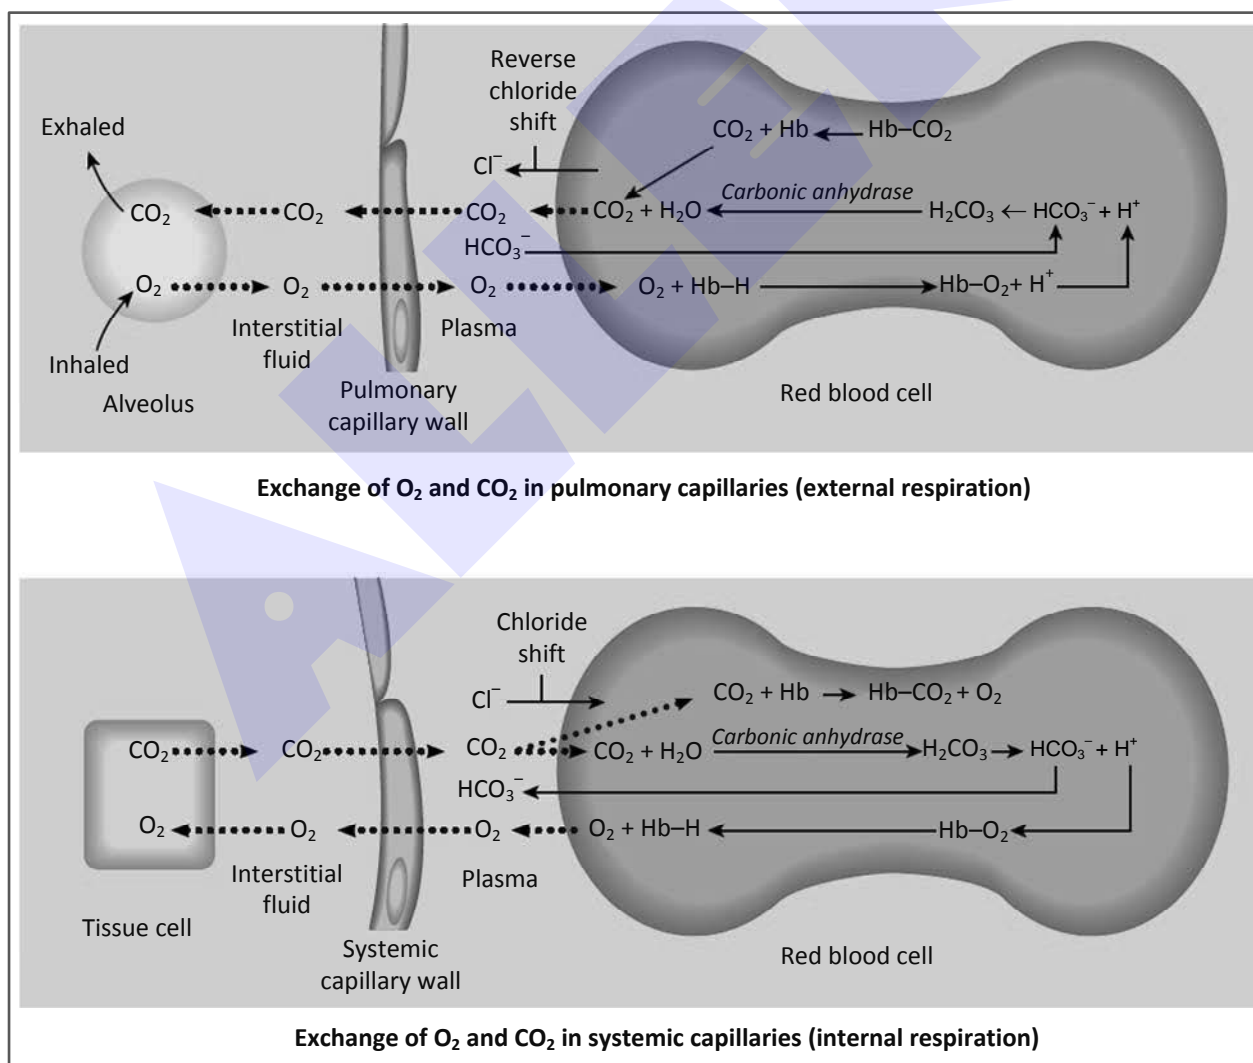 Reverse
chloride
shift
Exhaled
CO₂ + Hb Hb–CO₂
Cl⁻
Carbonic anhydrase
CO₂ CO₂ CO₂ CO₂ + H₂O H₂CO₃ ← HCO₃⁻ + H⁺
HCO₃⁻
O₂ O₂ O₂ O₂ + Hb–H Hb–O₂ + H⁺
Interstitial
fluid
Plasma
Inhaled
Alveolus
Pulmonary
capillary wall
Red blood cell
Exchange of O₂ and CO₂ in pulmonary capillaries (external respiration)
Chloride
shift
Cl⁻
CO₂ + Hb → Hb–CO₂ + O₂
Carbonic anhydrase
CO₂ CO₂ CO₂ CO₂ + H₂O H₂CO₃ → HCO₃⁻ + H⁺
HCO₃⁻
O₂ O₂ O₂ O₂ + Hb–H Hb–O₂
Interstitial
fluid
Plasma
Tissue cell
Systemic
capillary wall
Red blood cell
Exchange of O₂ and CO₂ in systemic capillaries (internal respiration)